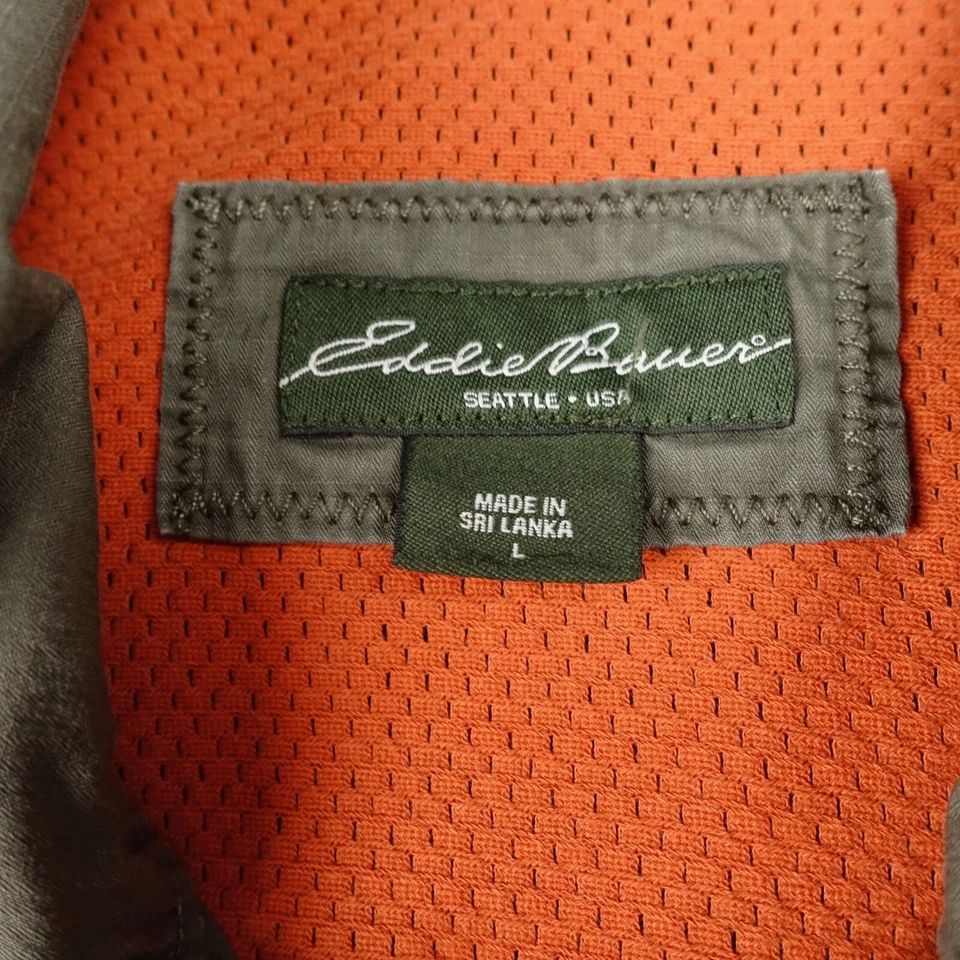 Eddie Bauer®
SEATTLE • USA
MADE IN
SRI LANKA
L